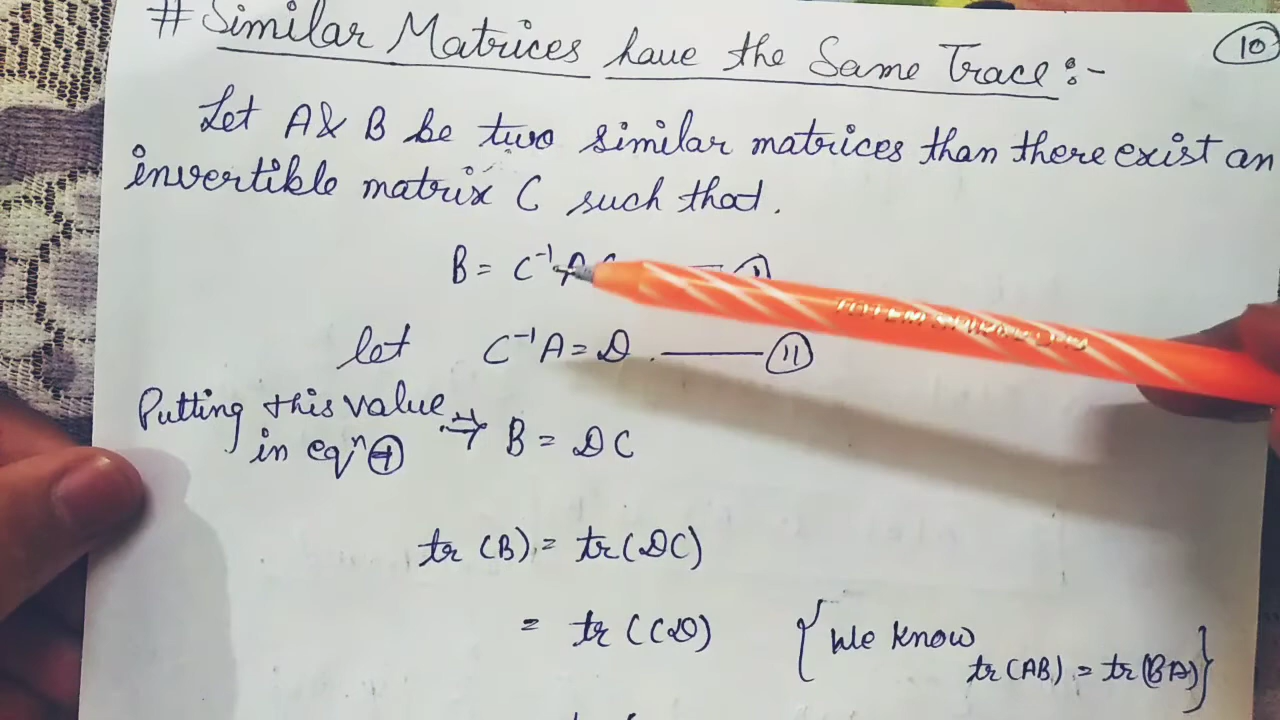 # Similar Matrices have the Same Trace :-
10
Let A & B be two similar matrices than there exist an
invertible matrix C such that.
B = C⁻¹A
let C⁻¹A = D. —— (11)
Putting this value
in eqⁿ ⇒ B = DC
tr (B) = tr (DC)
= tr (CD) { We know
tr (AB) = tr (BA) }